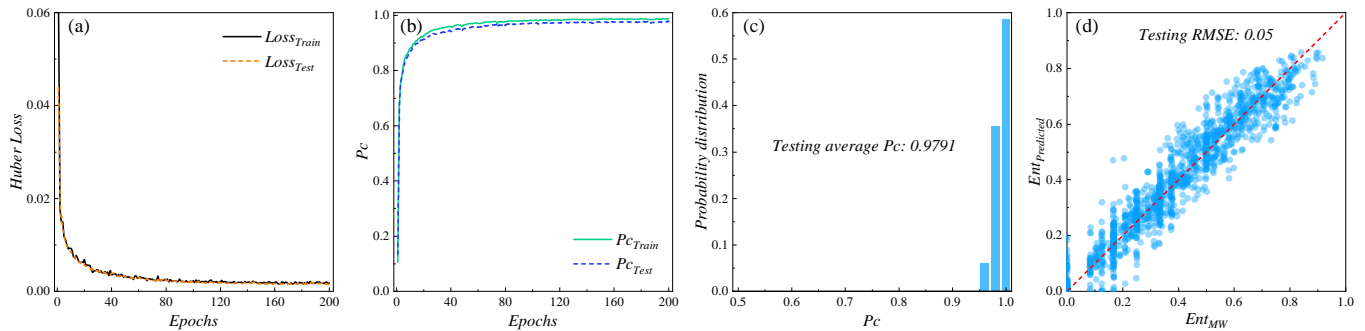 (a)
Loss_Train
Loss_Test
Huber Loss
0.06
0.04
0.02
0.00
0 40 80 120 160 200
Epochs
(b)
Pc
1.0
0.8
0.6
0.4
0.2
Pc_Train
Pc_Test
0 40 80 120 160 200
Epochs
(c)
Probability distribution
0.6
0.5
0.4
0.3
0.2
0.1
0.0
Testing average Pc: 0.9791
0.5 0.6 0.7 0.8 0.9 1.0
Pc
(d)
Testing RMSE: 0.05
Ent_Predicted
1.0
0.8
0.6
0.4
0.2
0.0
0.0 0.2 0.4 0.6 0.8 1.0
Ent_MW